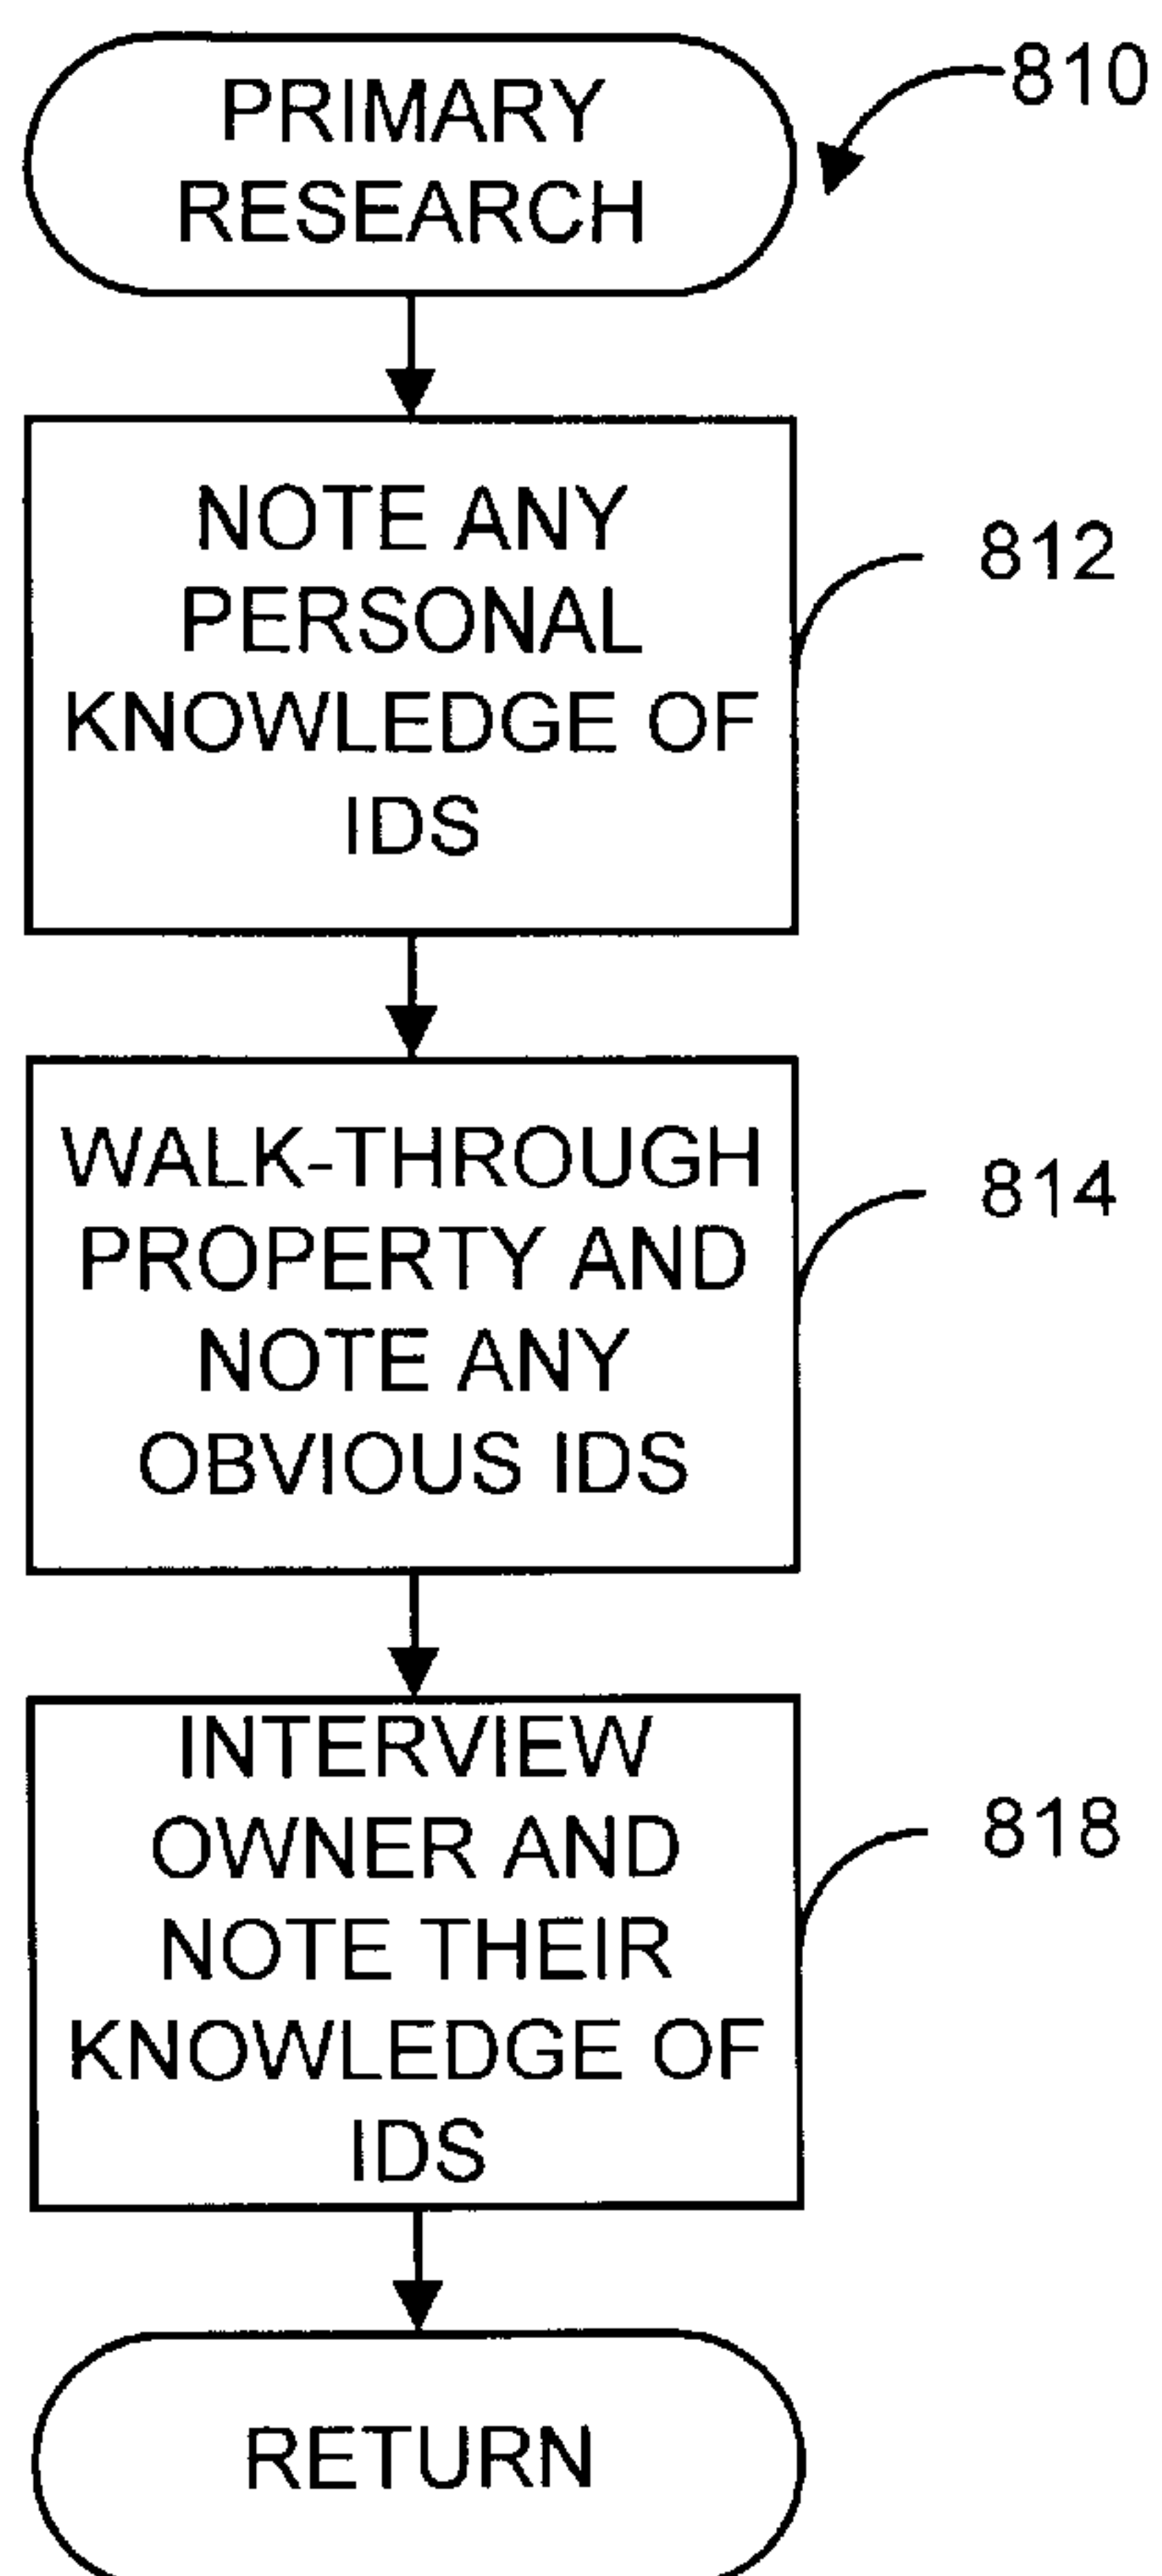 PRIMARY
RESEARCH
810
NOTE ANY
PERSONAL
KNOWLEDGE OF
IDS
812
WALK-THROUGH
PROPERTY AND
NOTE ANY
OBVIOUS IDS
814
INTERVIEW
OWNER AND
NOTE THEIR
KNOWLEDGE OF
IDS
818
RETURN